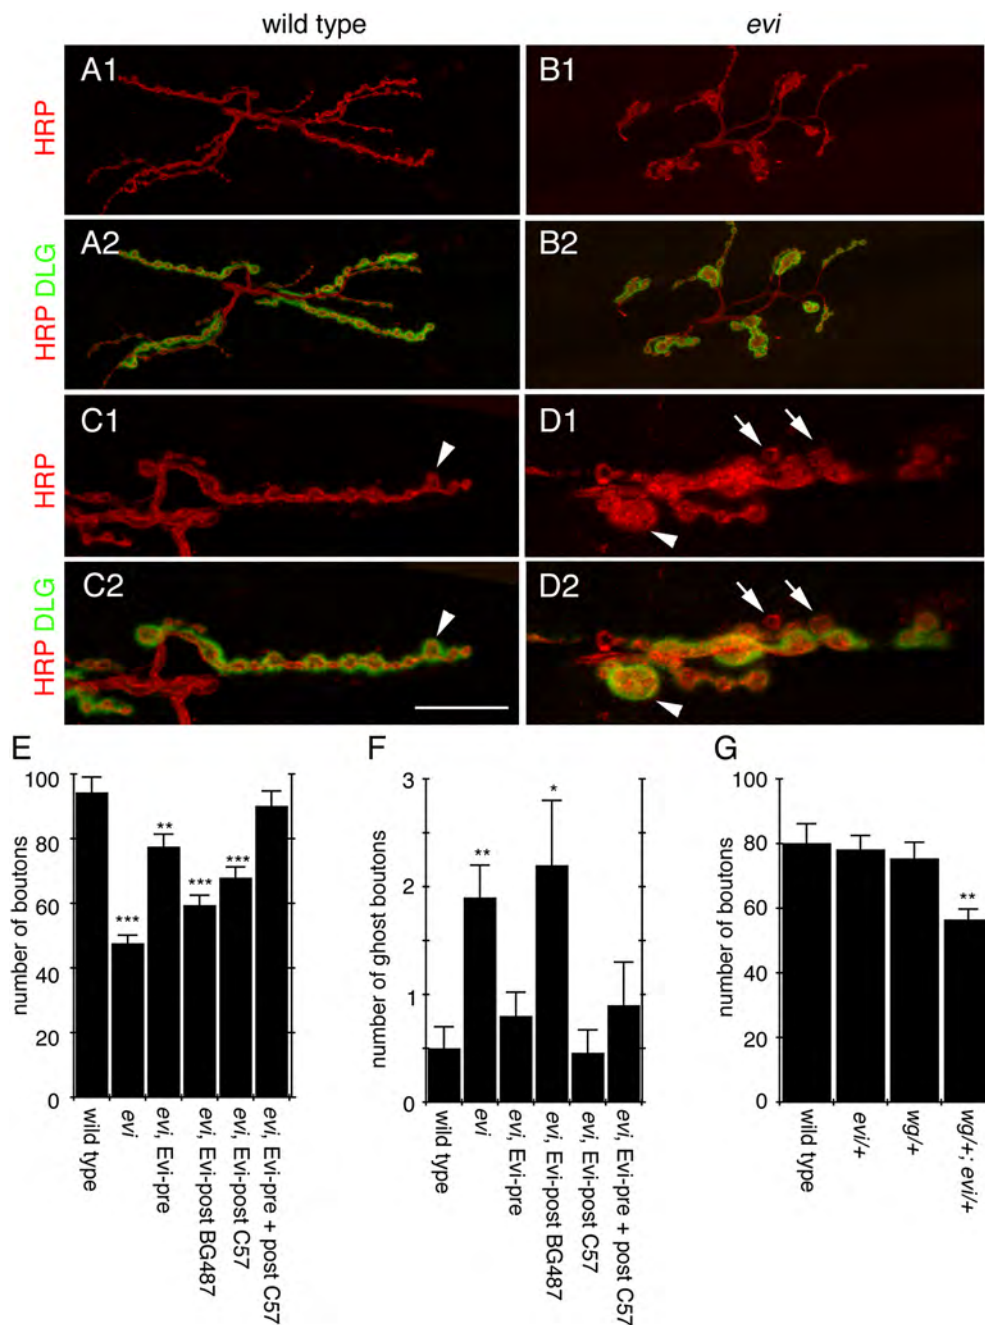 wild type
evi
HRP
A1
B1
HRP DLG
A2
B2
HRP
C1
D1
HRP DLG
C2
D2
E
number of boutons
100
80
60
40
20
0
***
**
***
***
wild type
evi
evi, Evi-pre
evi, Evi-post BG487
evi, Evi-post C57
evi, Evi-pre + post C57
F
number of ghost boutons
3
2
1
0
**
*
wild type
evi
evi, Evi-pre
evi, Evi-post BG487
evi, Evi-post C57
evi, Evi-pre + post C57
G
number of boutons
100
80
60
40
20
0
**
wild type
evi/+
wg/+
wg/+; evi/+